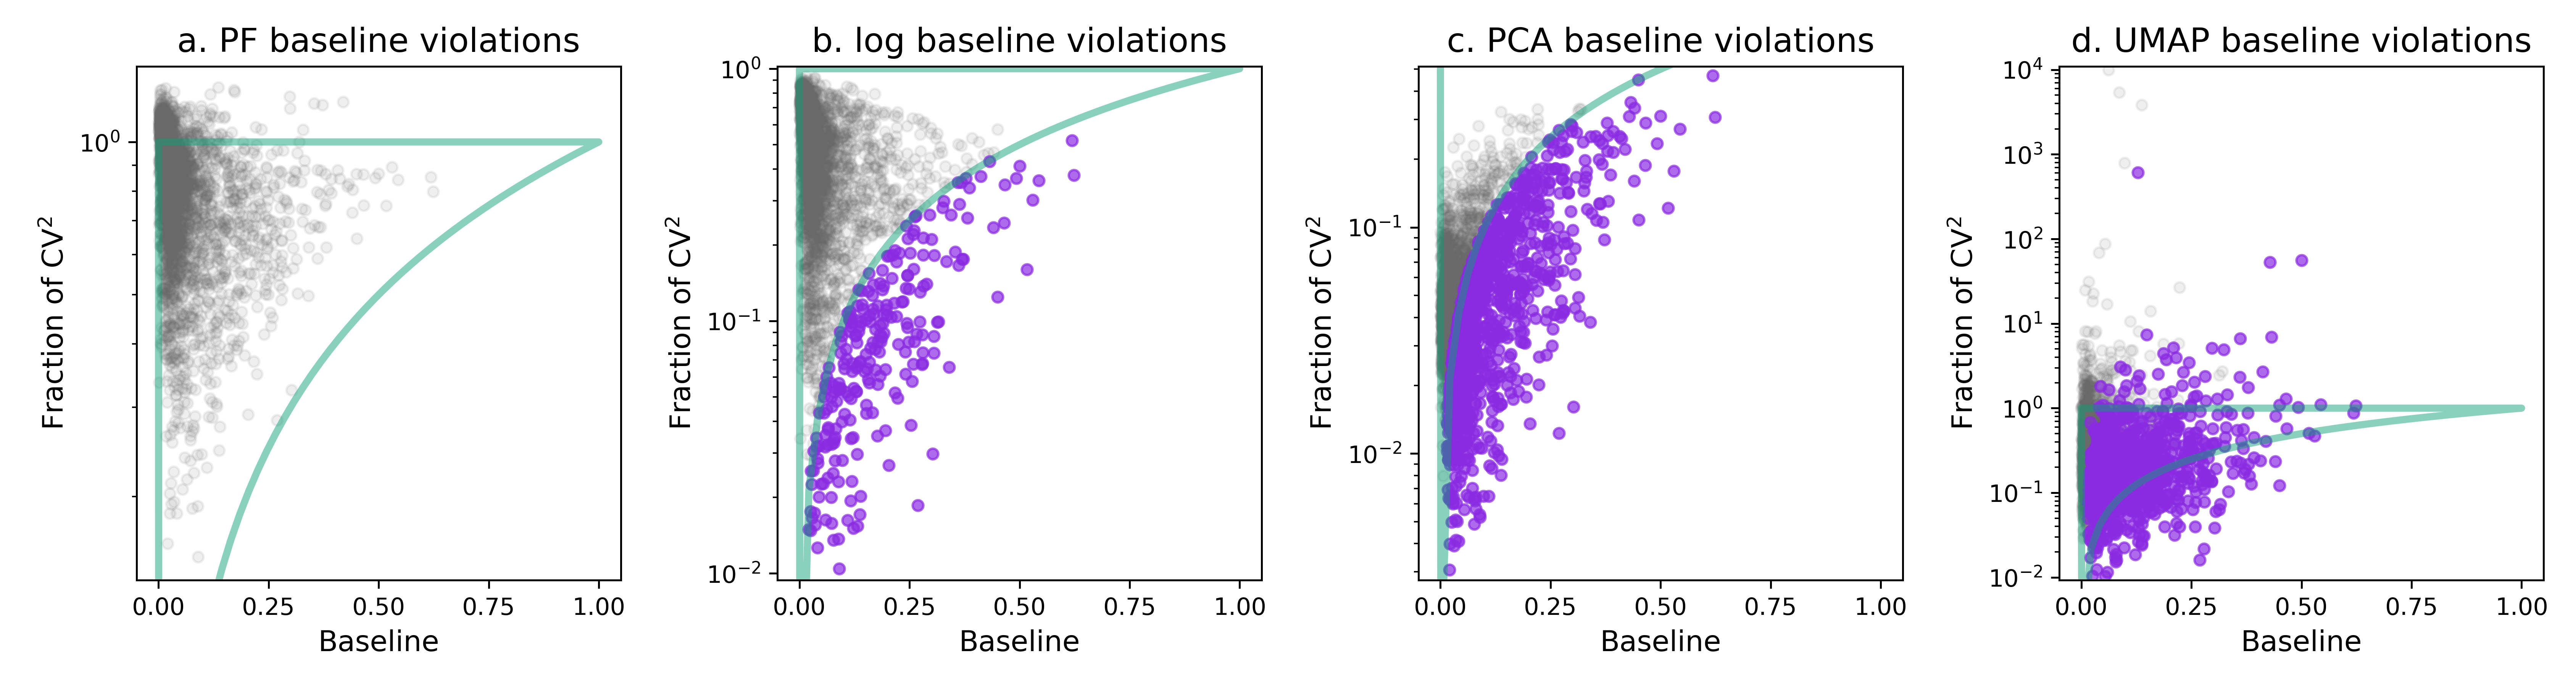 a. PF baseline violations
Fraction of CV²
10⁰
0.00 0.25 0.50 0.75 1.00
Baseline
b. log baseline violations
Fraction of CV²
10⁰
10⁻¹
10⁻²
0.00 0.25 0.50 0.75 1.00
Baseline
c. PCA baseline violations
Fraction of CV²
10⁻¹
10⁻²
0.00 0.25 0.50 0.75 1.00
Baseline
d. UMAP baseline violations
Fraction of CV²
10⁴
10³
10²
10¹
10⁰
10⁻¹
10⁻²
0.00 0.25 0.50 0.75 1.00
Baseline